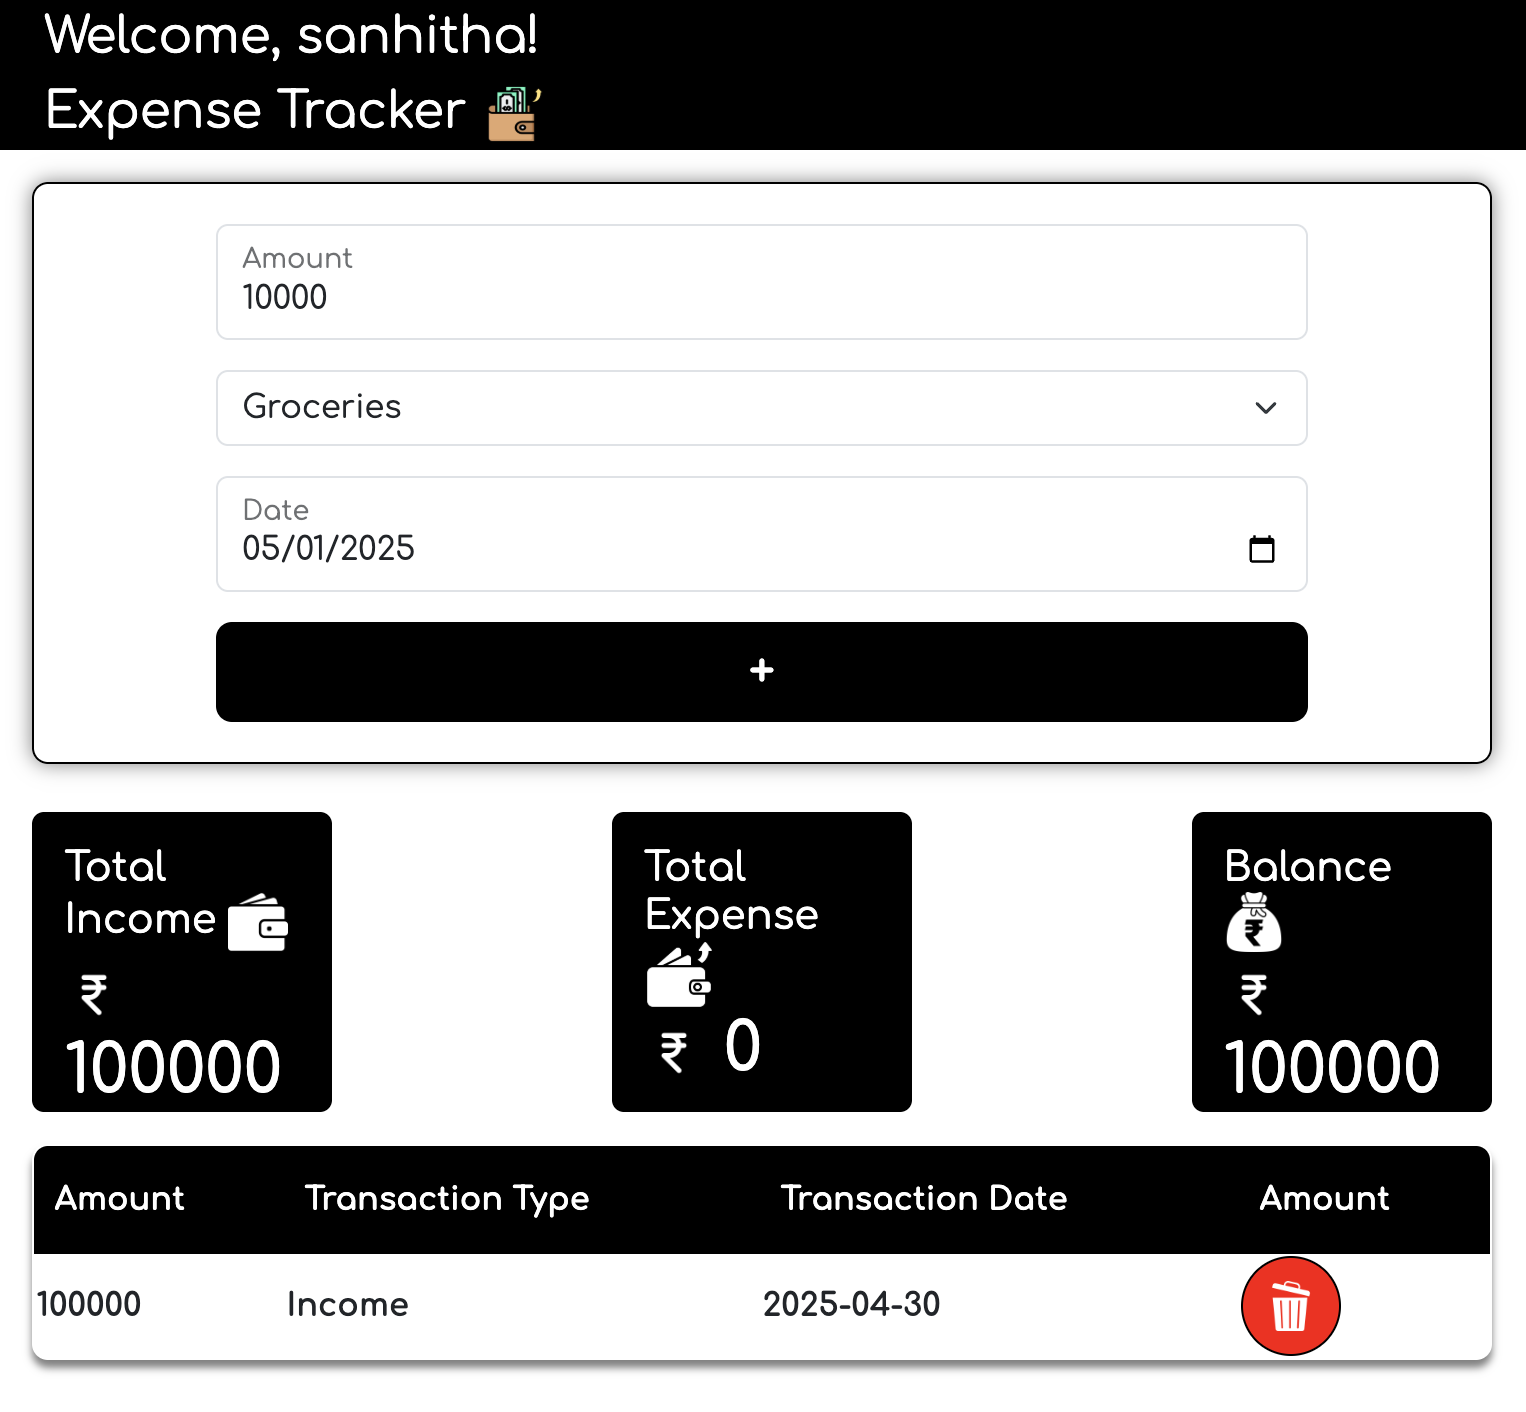 Welcome, sanhitha!
Expense Tracker
Amount
10000
Groceries
Date
05/01/2025
+
Total
Income
₹
100000
Total
Expense
₹ 0
Balance
₹
₹
100000
Amount Transaction Type Transaction Date Amount
100000 Income 2025-04-30